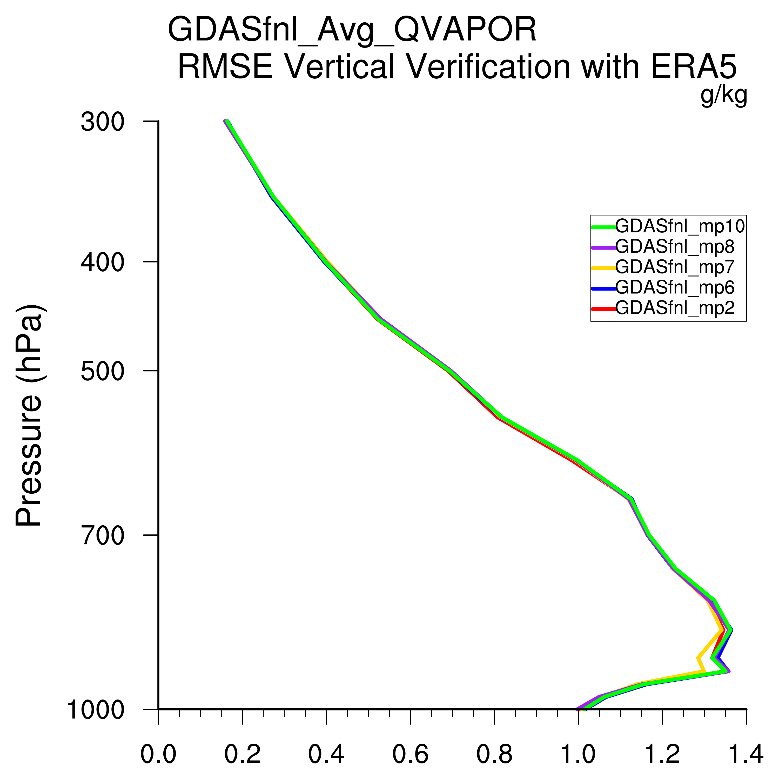 GDASfnl_Avg_QVAPOR
RMSE Vertical Verification with ERA5
g/kg
300
400
500
700
1000
Pressure (hPa)
GDASfnl_mp10
GDASfnl_mp8
GDASfnl_mp7
GDASfnl_mp6
GDASfnl_mp2
0.0 0.2 0.4 0.6 0.8 1.0 1.2 1.4